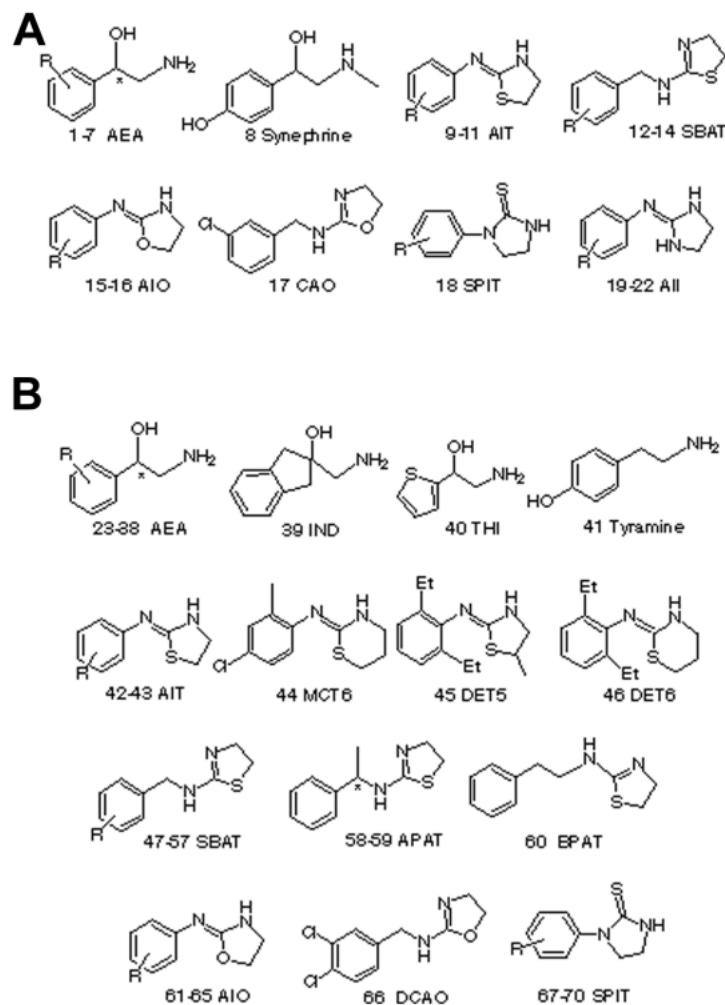 A
OH OH H H
R NH2 N N N N
* HO S R N H S
R
1-7 AEA 8 Synephrine 9-11 AIT 12-14 SBAT
H S
N N Cl N N NH N H N
R O N H O R HN
R
15-16 AIO 17 CAO 18 SPIT 19-22 AII
B
OH OH OH
R NH2 NH2 S NH2 NH2
* HO
23-38 AEA 39 IND 40 THI 41 Tyramine
Et Et
N H N N H N N H N N H N
R S Cl S S S
Et Et
42-43 AIT 44 MCT6 45 DET5 46 DET6
H
N N N N
R N H S * N H S S
47-57 SBAT 58-59 APAT 60 BPAT
H S
N N Cl N NH
R O Cl N H O R N
61-65 AIO 66 DCAO 67-70 SPIT